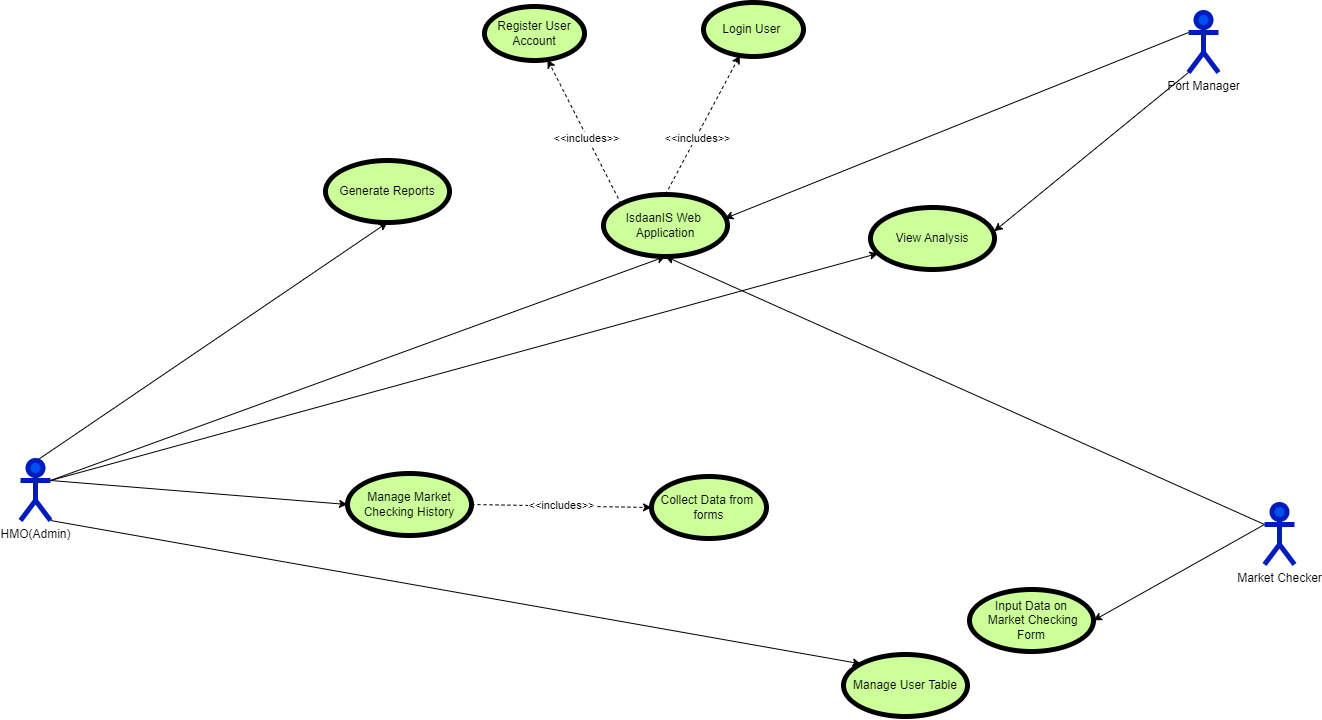 Register User
Account
Login User
Port Manager
<<includes>>
<<includes>>
Generate Reports
IsdaanIS Web
Application
View Analysis
HMO(Admin)
Manage Market
Checking History
<<includes>>
Collect Data from
forms
Market Checker
Input Data on
Market Checking
Form
Manage User Table